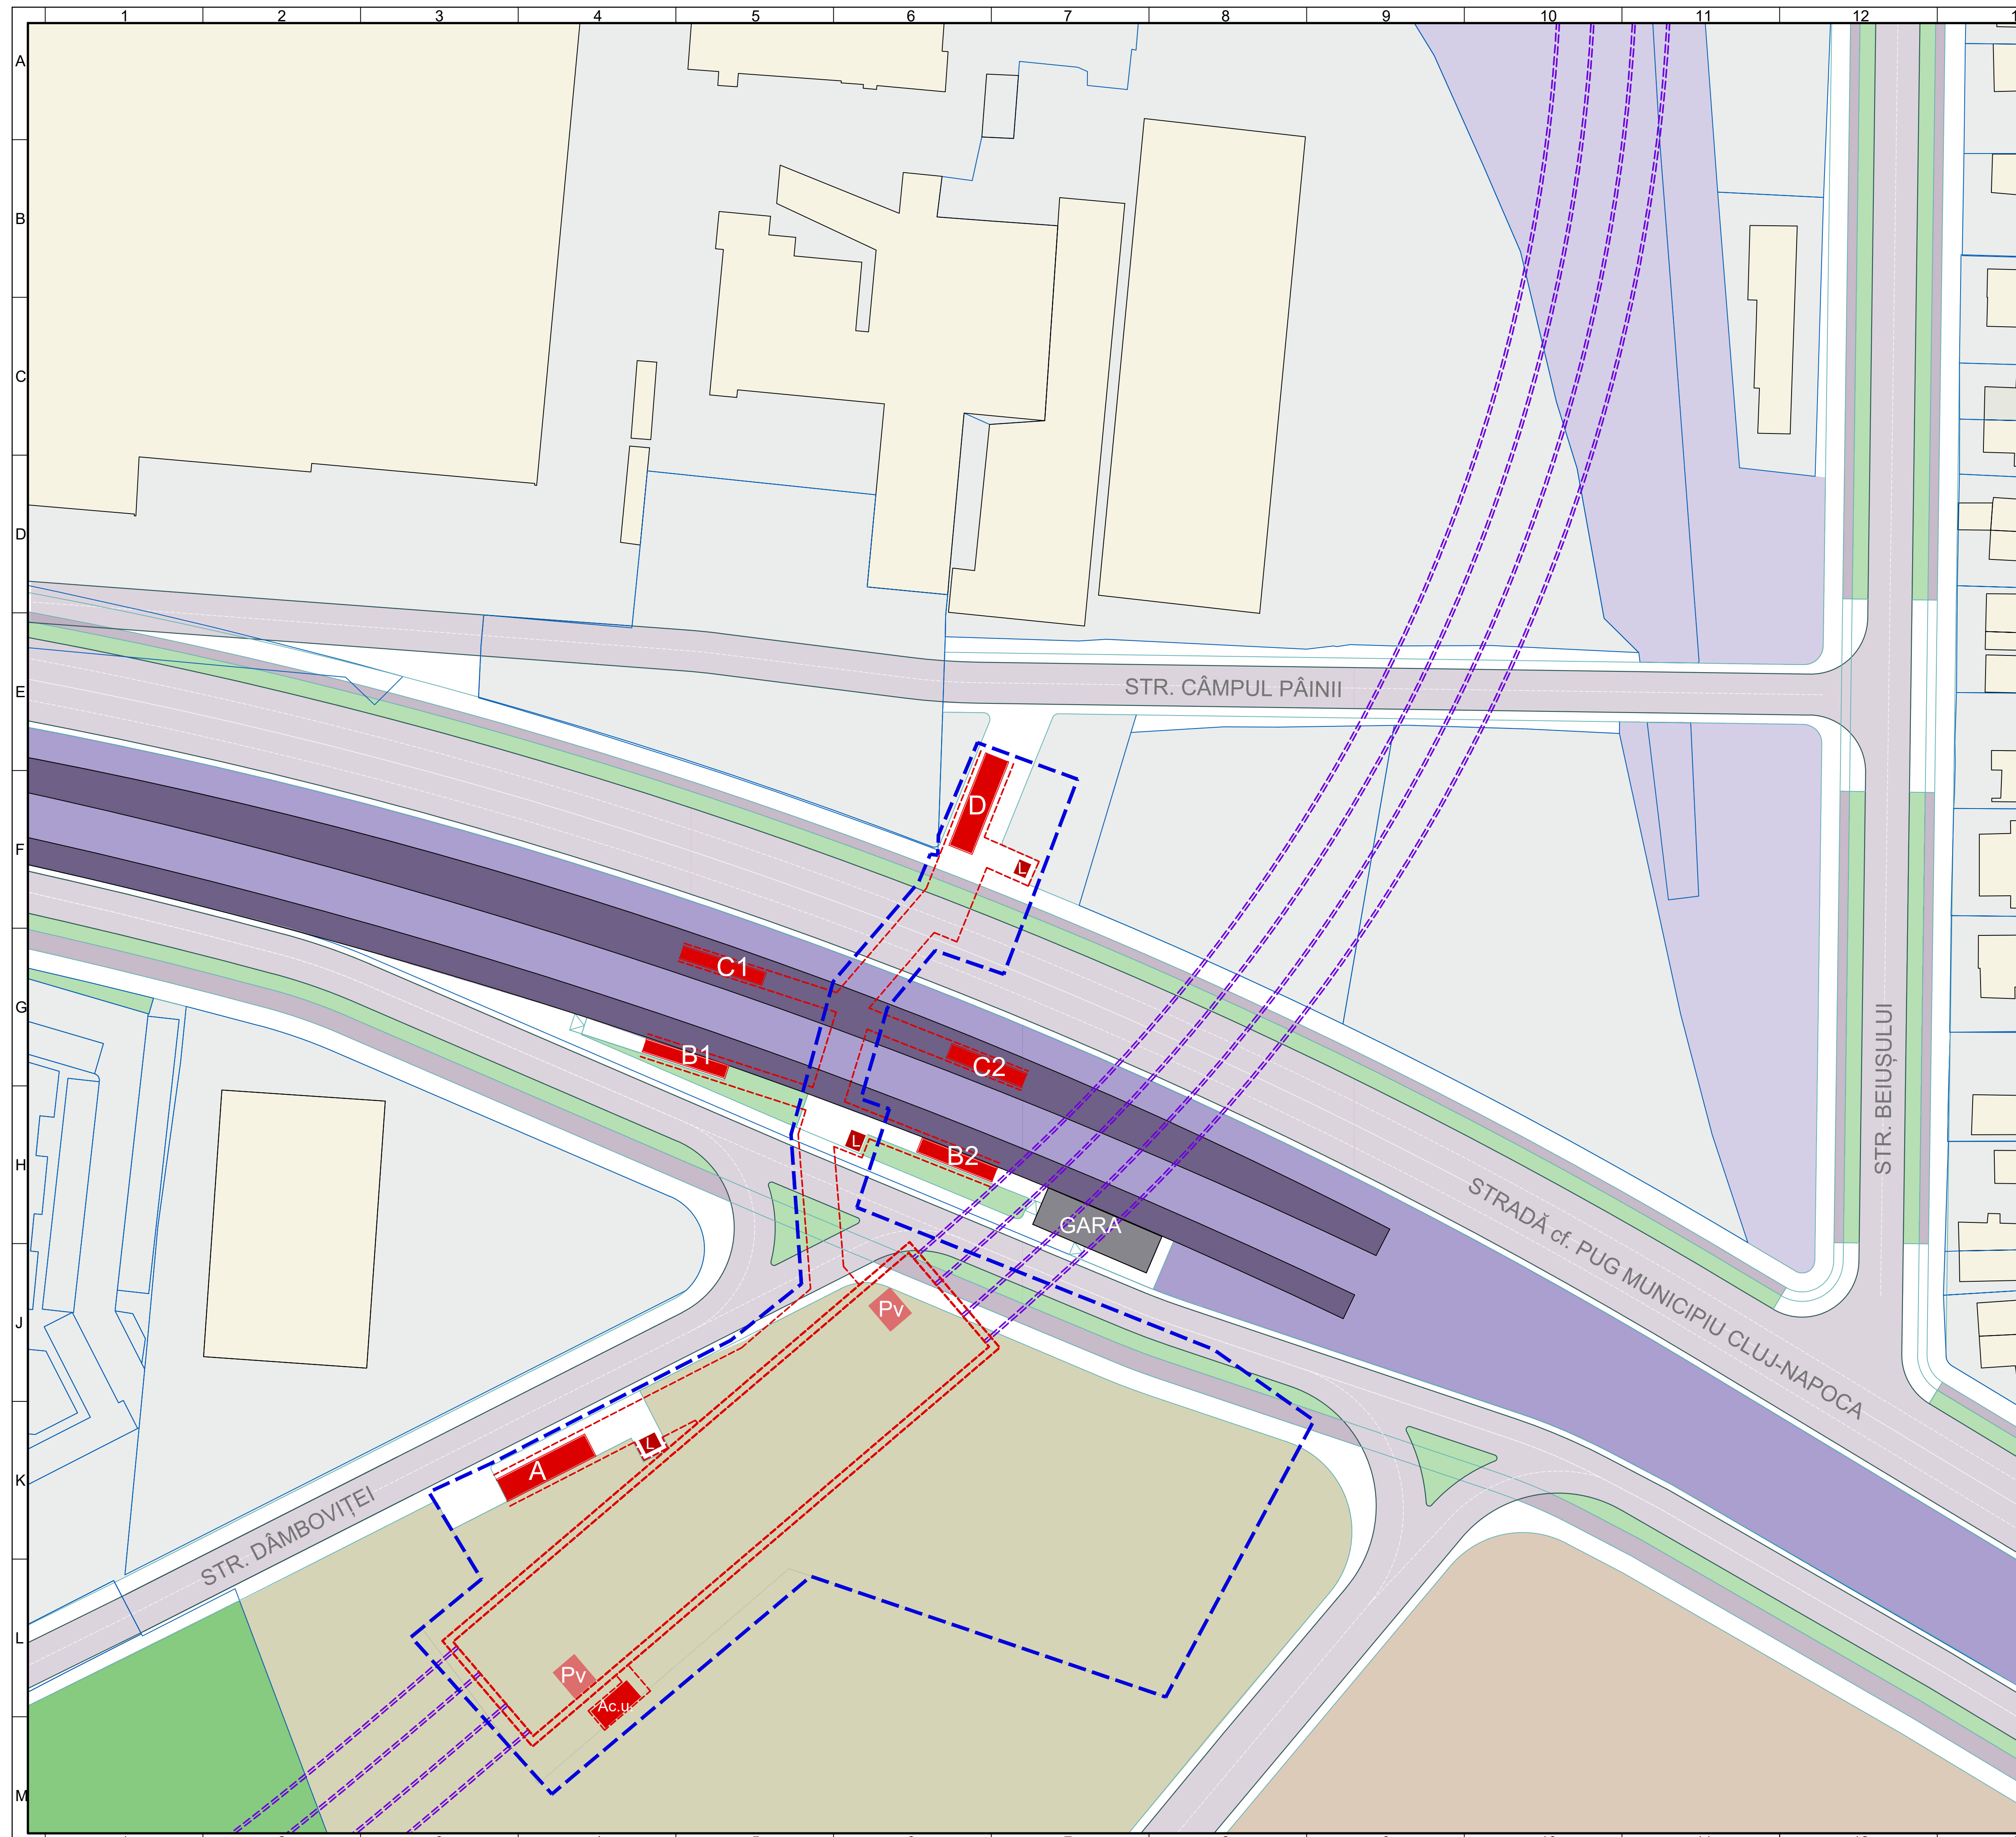 1 2 3 4 5 6 7 8 9 10 11 12
A
B
C
D
E
STR. CÂMPUL PÂINII
D
F
L
C1
G
B1
C2
STR. BEIUȘULUI
L
B2
H
GARA
STRADĂ cf. PUG MUNICIPIU CLUJ-NAPOCA
Pv
J
L
A
K
STR. DÂMBOVIȚEI
L
Pv
Ac.u.
M